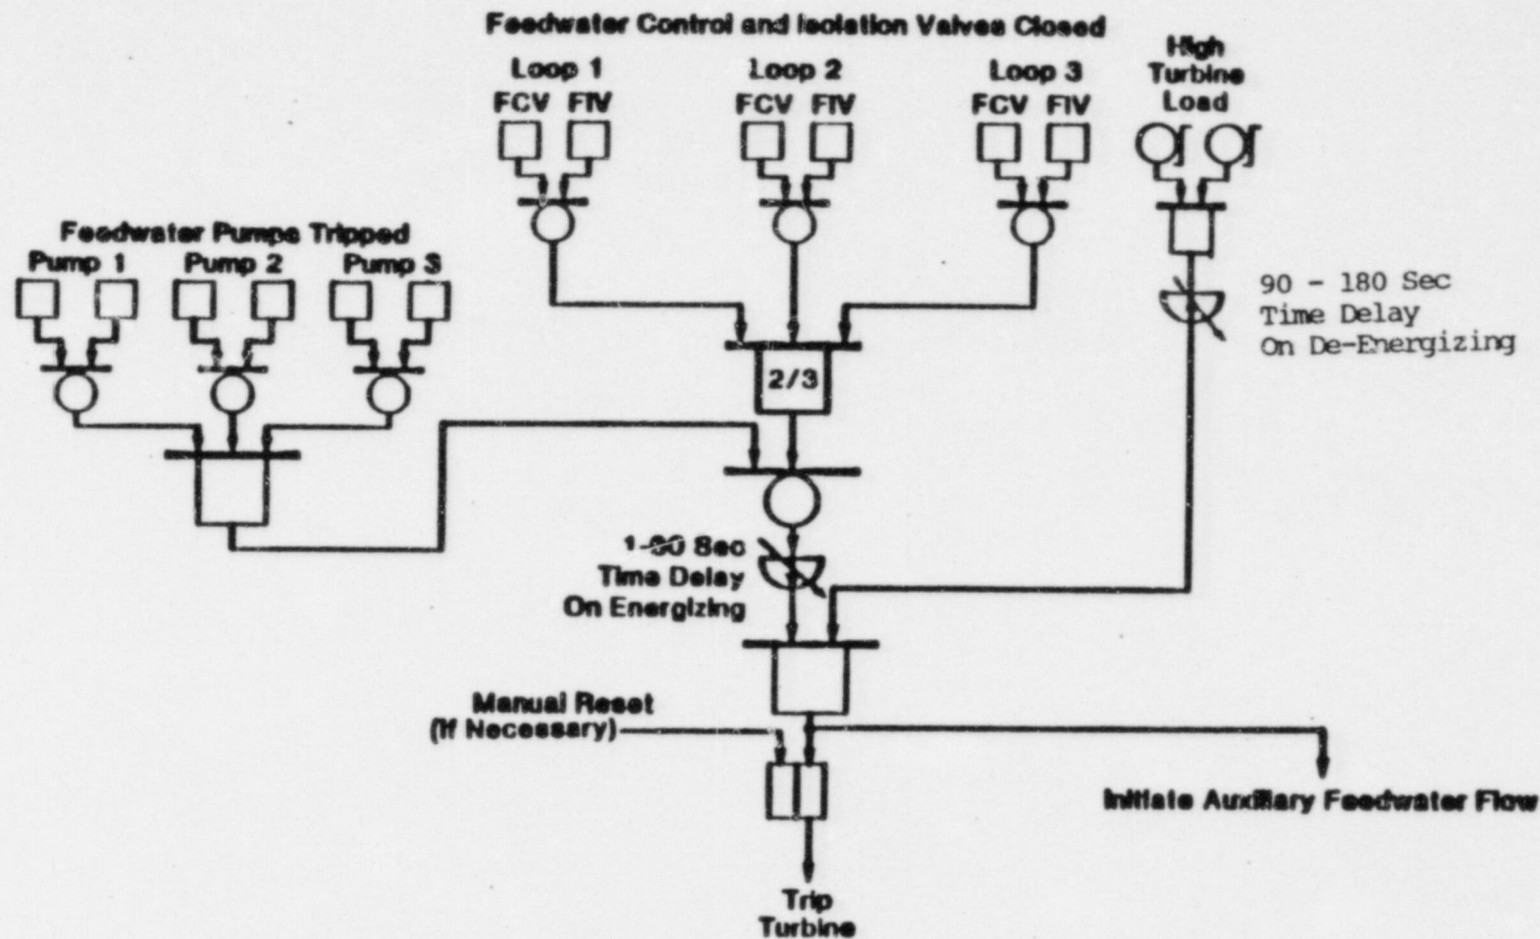 Feedwater Control and Isolation Valves Closed
Loop 1
Loop 2
Loop 3
FCV FIV
FCV FIV
FCV FIV
High
Turbine
Load
Feedwater Pumps Tripped
Pump 1
Pump 2
Pump 3
90 - 180 Sec
Time Delay
On De-Energizing
2/3
Sec
Time Delay
On Energizing
Manual Reset
(If Necessary)
Initiate Auxiliary Feedwater Flow
Trip
Turbine